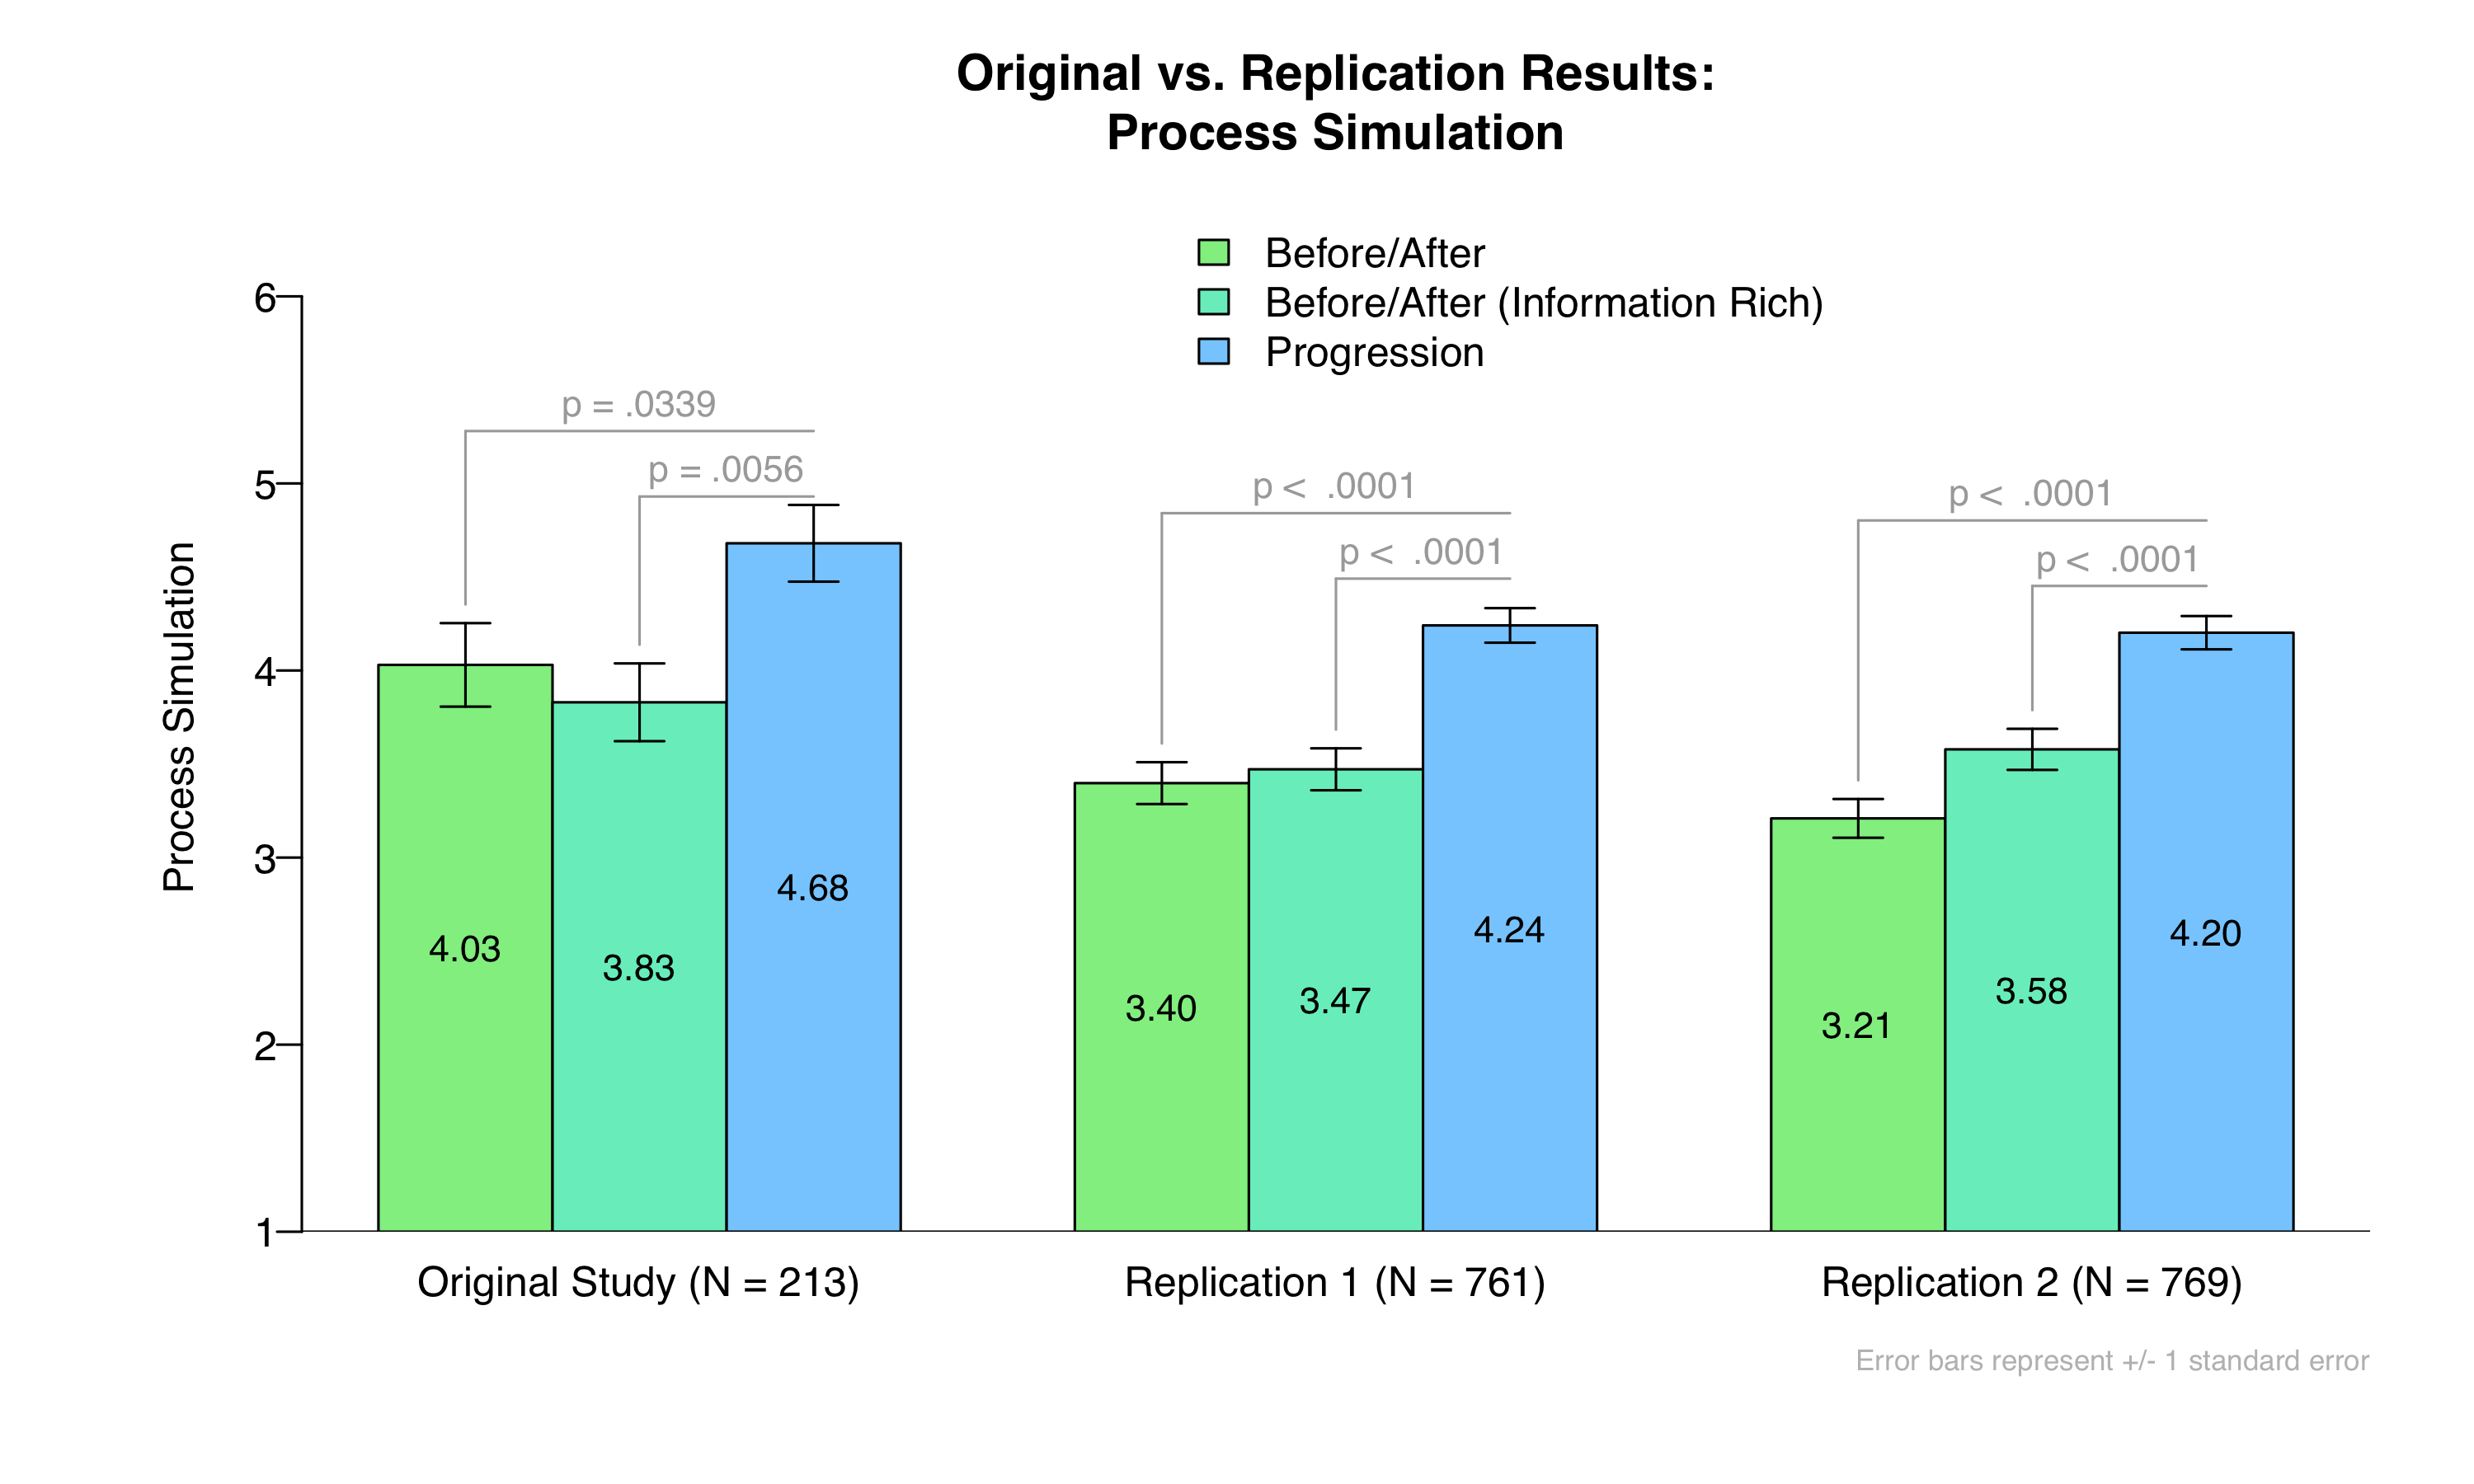 Original vs. Replication Results:
Process Simulation
Before/After
Before/After (Information Rich)
Progression
Process Simulation
6
5
4
3
2
1
p = .0339
p = .0056
4.03
3.83
4.68
p < .0001
p < .0001
3.40
3.47
4.24
p < .0001
p < .0001
3.21
3.58
4.20
Original Study (N = 213)
Replication 1 (N = 761)
Replication 2 (N = 769)
Error bars represent +/- 1 standard error